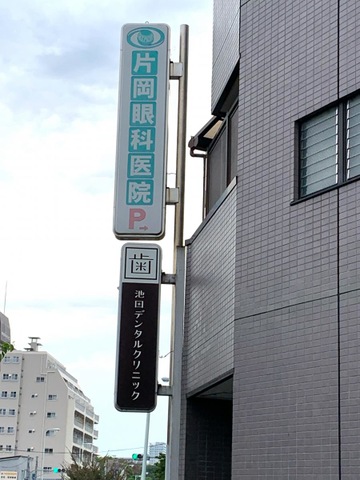 片岡眼科医院
P→
歯
池田デンタルクリニック